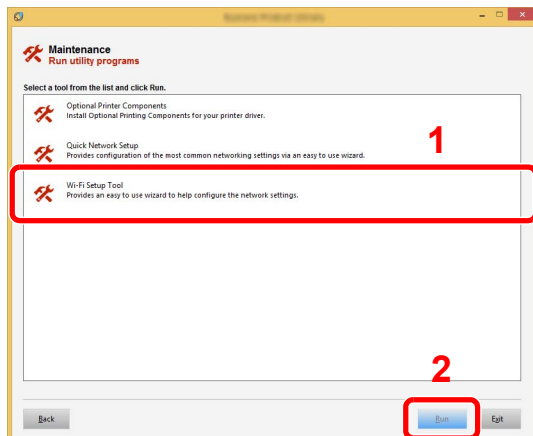 Maintenance
Run utility programs
Select a tool from the list and click Run.
Optional Printer Components
Install Optional Printing Components for your printer driver.
1
Quick Network Setup
Provides configuration of the most common networking settings via an easy to use wizard.
Wi-Fi Setup Tool
Provides an easy to use wizard to help configure the network settings.
2
Back
Run
Exit